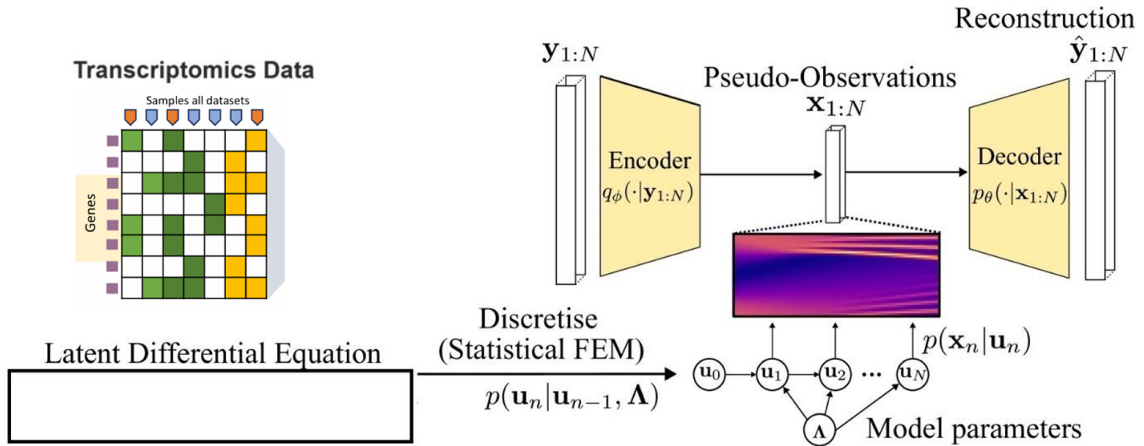 Transcriptomics Data
Samples all datasets
Genes
y₁:N
Encoder
qϕ(·|y₁:N)
Pseudo-Observations
x₁:N
Reconstruction
ŷ₁:N
Decoder
pθ(·|x₁:N)
Latent Differential Equation
Discretise
(Statistical FEM)
p(uₙ|uₙ₋₁, Λ)
p(xₙ|uₙ)
u₀ u₁ u₂ ... u_N
Λ
Model parameters